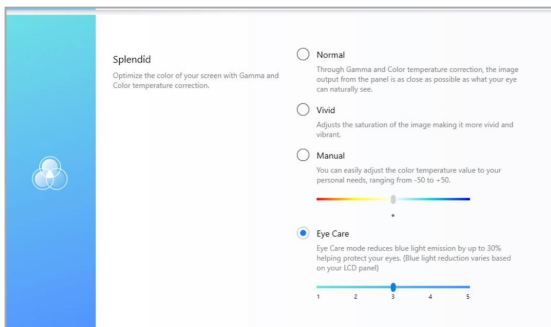 Splendid
Optimize the color of your screen with Gamma and
Color temperature correction.
Normal
Through Gamma and Color temperature correction, the image
output from the panel is as close as possible as what your eye
can naturally see.
Vivid
Adjusts the saturation of the image making it more vivid and
vibrant.
Manual
You can easily adjust the color temperature value to your
personal needs, ranging from -50 to +50.
Eye Care
Eye Care mode reduces blue light emission by up to 30%
helping protect your eyes. (Blue light reduction varies based
on your LCD panel)
1 2 3 4 5